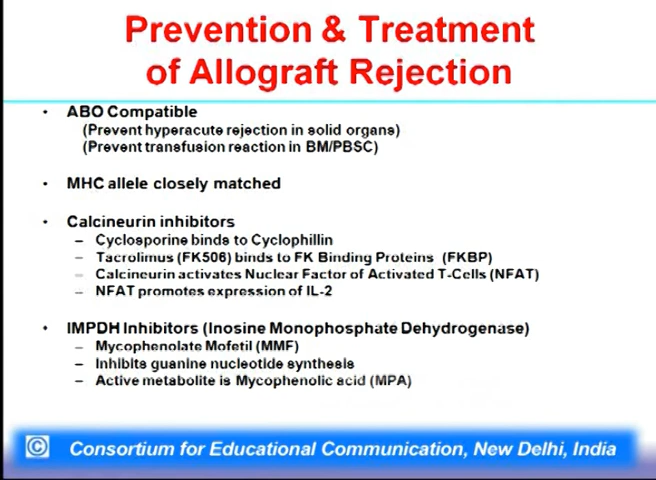 Prevention & Treatment
of Allograft Rejection
• ABO Compatible
(Prevent hyperacute rejection in solid organs)
(Prevent transfusion reaction in BM/PBSC)
• MHC allele closely matched
• Calcineurin inhibitors
– Cyclosporine binds to Cyclophillin
– Tacrolimus (FK506) binds to FK Binding Proteins (FKBP)
– Calcineurin activates Nuclear Factor of Activated T-Cells (NFAT)
– NFAT promotes expression of IL-2
• IMPDH Inhibitors (Inosine Monophosphate Dehydrogenase)
– Mycophenolate Mofetil (MMF)
– Inhibits guanine nucleotide synthesis
– Active metabolite is Mycophenolic acid (MPA)
© Consortium for Educational Communication, New Delhi, India